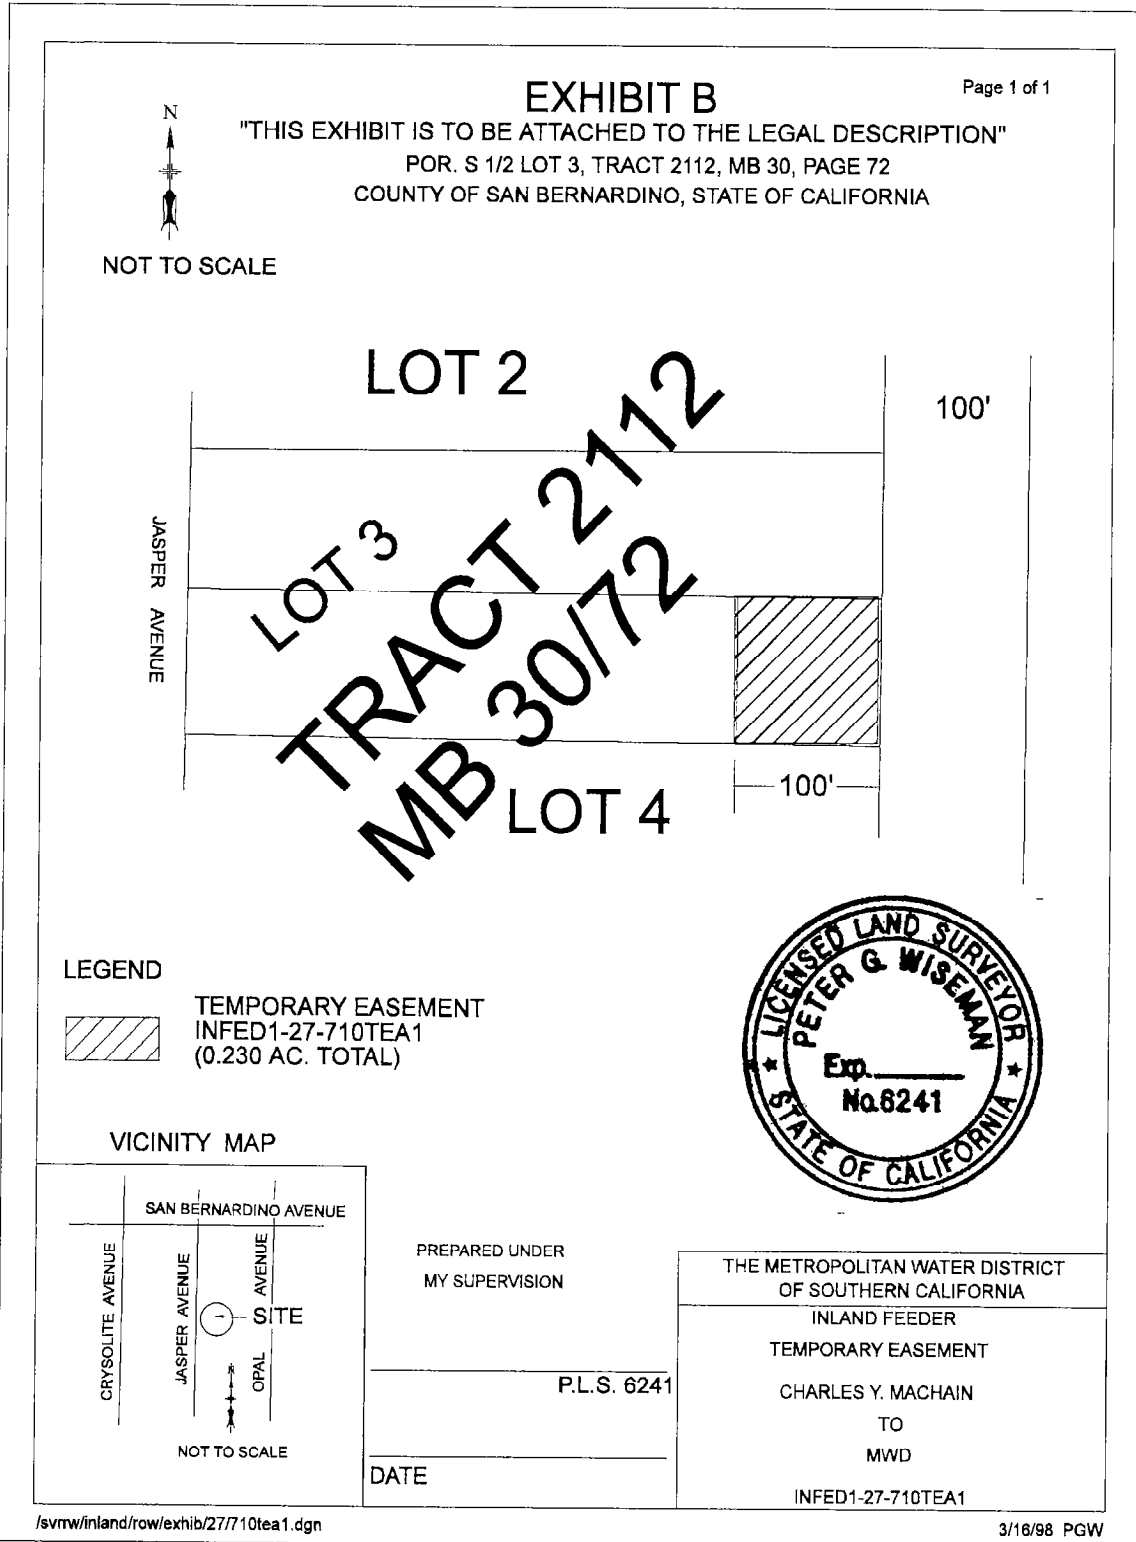 EXHIBIT B
Page 1 of 1
"THIS EXHIBIT IS TO BE ATTACHED TO THE LEGAL DESCRIPTION"
POR. S 1/2 LOT 3, TRACT 2112, MB 30, PAGE 72
COUNTY OF SAN BERNARDINO, STATE OF CALIFORNIA
N
NOT TO SCALE
LOT 2
100'
JASPER AVENUE
LOT 3
TRACT 2112
MB 30/72
100'
LOT 4
LEGEND
TEMPORARY EASEMENT
INFED1-27-710TEA1
(0.230 AC. TOTAL)
LICENSED LAND SURVEYOR
PETER G. WISEMAN
Exp.
No.6241
STATE OF CALIFORNIA
VICINITY MAP
SAN BERNARDINO AVENUE
CRYSOLITE AVENUE
JASPER AVENUE
OPAL AVENUE
SITE
N
NOT TO SCALE
PREPARED UNDER
MY SUPERVISION
P.L.S. 6241
DATE
THE METROPOLITAN WATER DISTRICT
OF SOUTHERN CALIFORNIA
INLAND FEEDER
TEMPORARY EASEMENT
CHARLES Y. MACHAIN
TO
MWD
INFED1-27-710TEA1
/svrrw/inland/row/exhib/27/710tea1.dgn
3/16/98 PGW